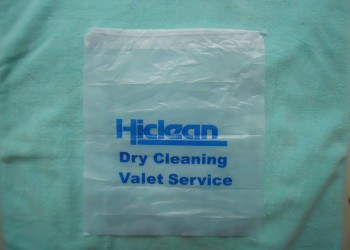 Hiclean
Dry Cleaning
Valet Service